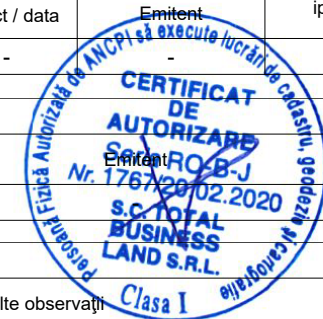 ct / data Emitent ip
- -
Persoană Fizică Autorizată de ANCPI să execute lucrări de cadastru, geodezie și cartografie
CERTIFICAT
DE
AUTORIZARE
Emitent
Seria RO-B-J
Nr. 1767/20.02.2020
S.C. TOTAL
BUSINESS
LAND S.R.L.
Clasa I
lte observații